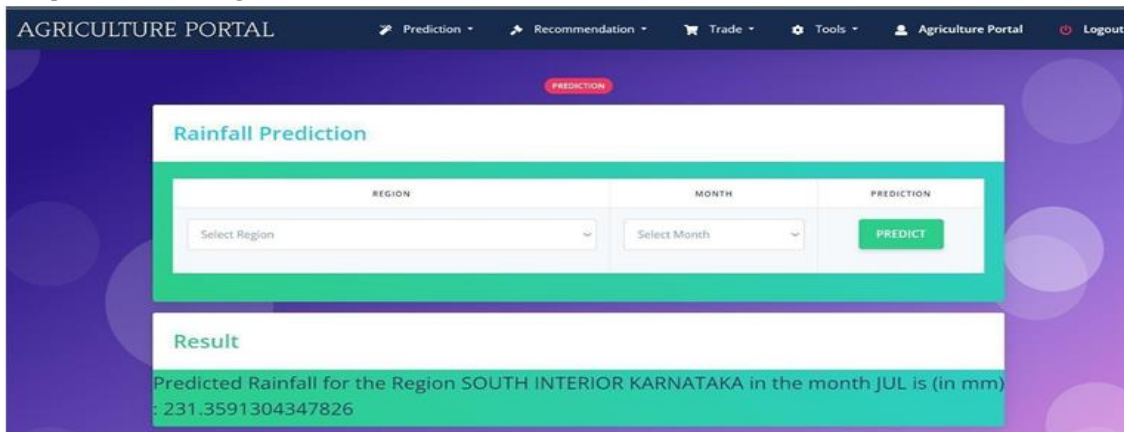 AGRICULTURE PORTAL Prediction Recommendation Trade Tools Agriculture Portal Logout
PREDICTION
Rainfall Prediction
REGION MONTH PREDICTION
Select Region Select Month PREDICT
Result
Predicted Rainfall for the Region SOUTH INTERIOR KARNATAKA in the month JUL is (in mm)
: 231.3591304347826